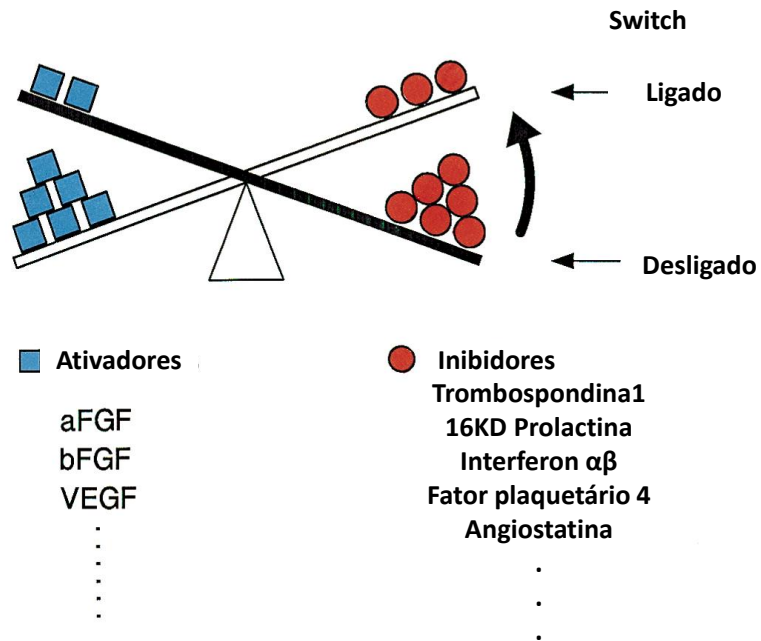 Switch
Ligado
Desligado
Ativadores
aFGF
bFGF
VEGF
Inibidores
Trombospondina1
16KD Prolactina
Interferon αβ
Fator plaquetário 4
Angiostatina